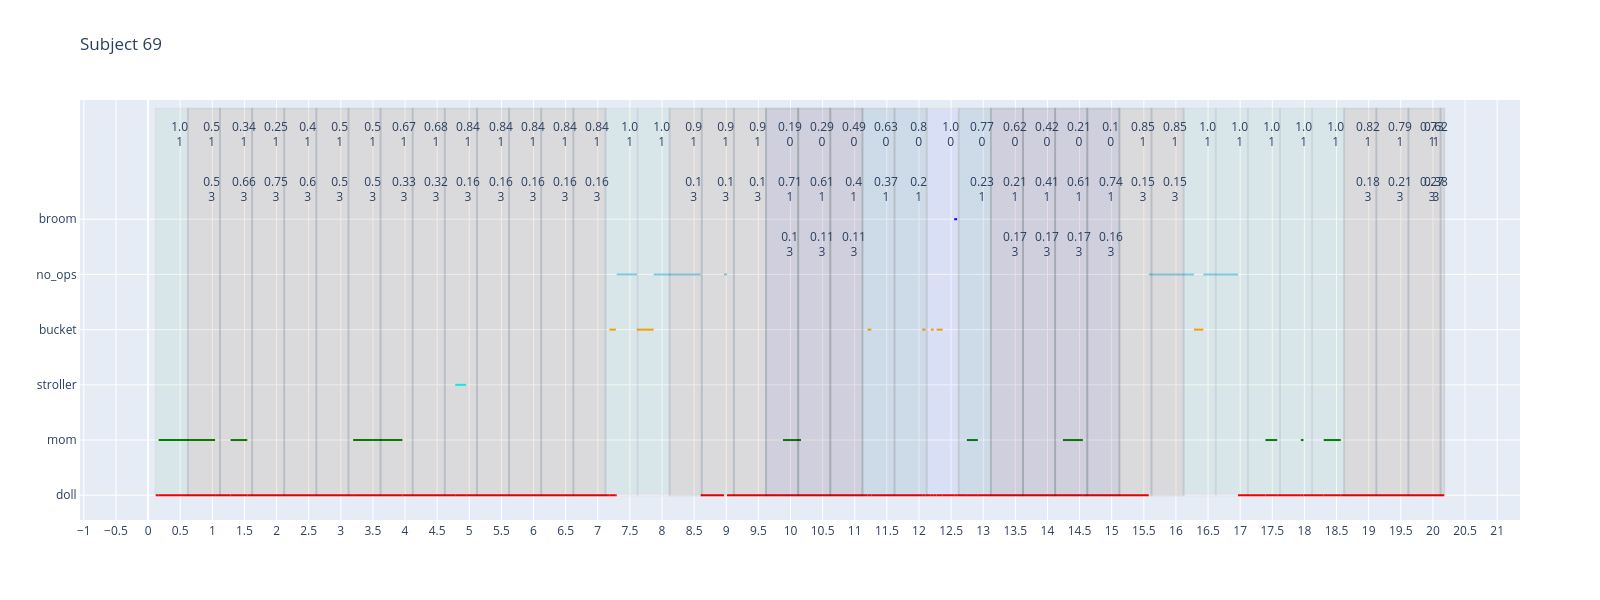 Subject 69
1.0 0.5 0.34 0.25 0.4 0.5 0.5 0.67 0.68 0.84 0.84 0.84 0.84 0.84 1.0 1.0 0.9 0.9 0.9 0.19 0.29 0.49 0.63 0.8 1.0 0.77 0.62 0.42 0.21 0.1 0.85 0.85 1.0 1.0 1.0 1.0 1.0 0.82 0.79
1 1 1 1 1 1 1 1 1 1 1 1 1 1 1 1 1 1 1 0 0 0 0 0 0 0 0 0 0 0 1 1 1 1 1 1 1 1 1 1 1
0.5 0.66 0.75 0.6 0.5 0.5 0.33 0.32 0.16 0.16 0.16 0.16 0.16 0.1 0.1 0.1 0.71 0.61 0.4 0.37 0.2 0.23 0.21 0.41 0.61 0.74 0.15 0.15 0.18 0.21
3 3 3 3 3 3 3 3 3 3 3 3 3 3 3 3 1 1 1 1 1 1 1 1 1 1 3 3 3 3 3 3
broom
0.1 0.11 0.11 0.17 0.17 0.17 0.16
3 3 3 3 3 3 3
no_ops
bucket
stroller
mom
doll
−1 −0.5 0 0.5 1 1.5 2 2.5 3 3.5 4 4.5 5 5.5 6 6.5 7 7.5 8 8.5 9 9.5 10 10.5 11 11.5 12 12.5 13 13.5 14 14.5 15 15.5 16 16.5 17 17.5 18 18.5 19 19.5 20 20.5 21